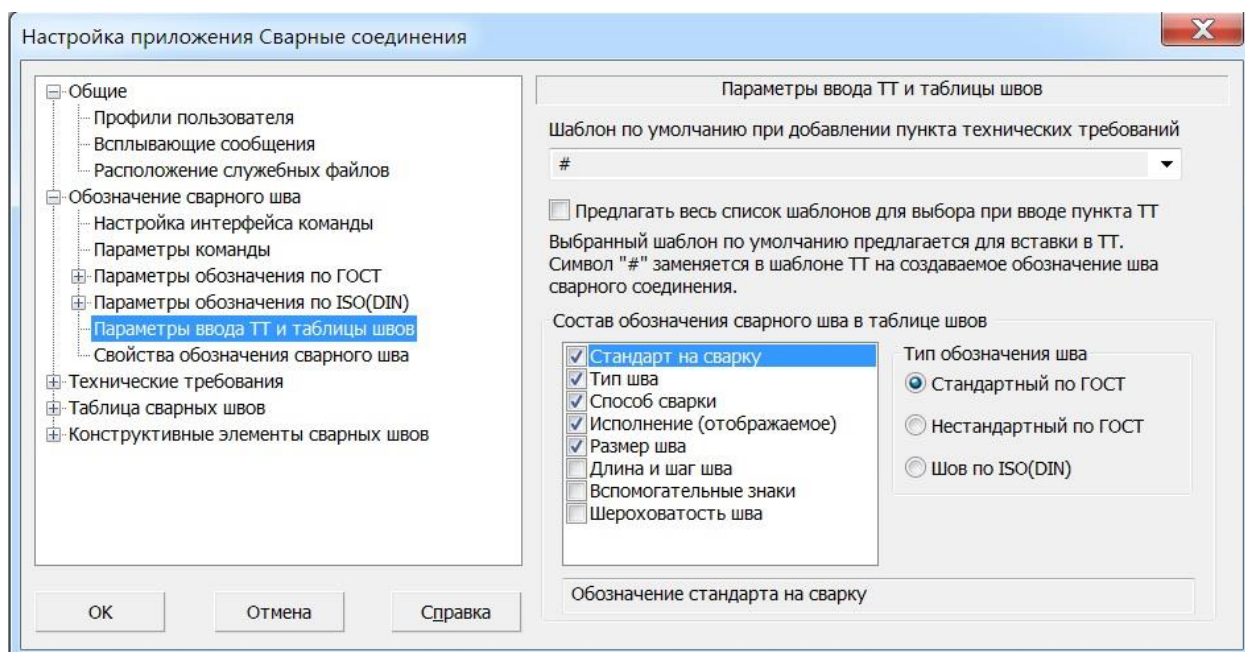 Настройка приложения Сварные соединения
Общие
Профили пользователя
Всплывающие сообщения
Расположение служебных файлов
Обозначение сварного шва
Настройка интерфейса команды
Параметры команды
Параметры обозначения по ГОСТ
Параметры обозначения по ISO(DIN)
Параметры ввода ТТ и таблицы швов
Свойства обозначения сварного шва
Технические требования
Таблица сварных швов
Конструктивные элементы сварных швов
ОК
Отмена
Справка
Параметры ввода ТТ и таблицы швов
Шаблон по умолчанию при добавлении пункта технических требований
#
Предлагать весь список шаблонов для выбора при вводе пункта ТТ
Выбранный шаблон по умолчанию предлагается для вставки в ТТ.
Символ "#" заменяется в шаблоне ТТ на создаваемое обозначение шва
сварного соединения.
Состав обозначения сварного шва в таблице швов
Стандарт на сварку
Тип шва
Способ сварки
Исполнение (отображаемое)
Размер шва
Длина и шаг шва
Вспомогательные знаки
Шероховатость шва
Тип обозначения шва
Стандартный по ГОСТ
Нестандартный по ГОСТ
Шов по ISO(DIN)
Обозначение стандарта на сварку